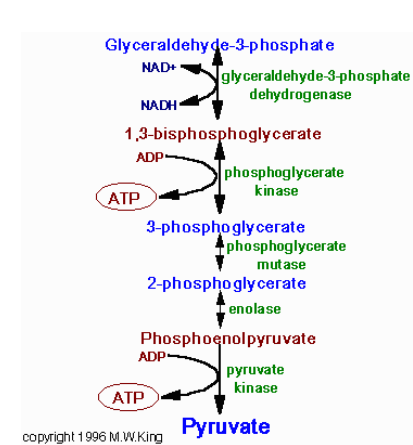 Glyceraldehyde-3-phosphate
NAD+
glyceraldehyde-3-phosphate
dehydrogenase
NADH
1,3-bisphosphoglycerate
ADP
phosphoglycerate
kinase
ATP
3-phosphoglycerate
phosphoglycerate
mutase
2-phosphoglycerate
enolase
Phosphoenolpyruvate
ADP
pyruvate
kinase
ATP
Pyruvate
copyright 1996 M.W.King